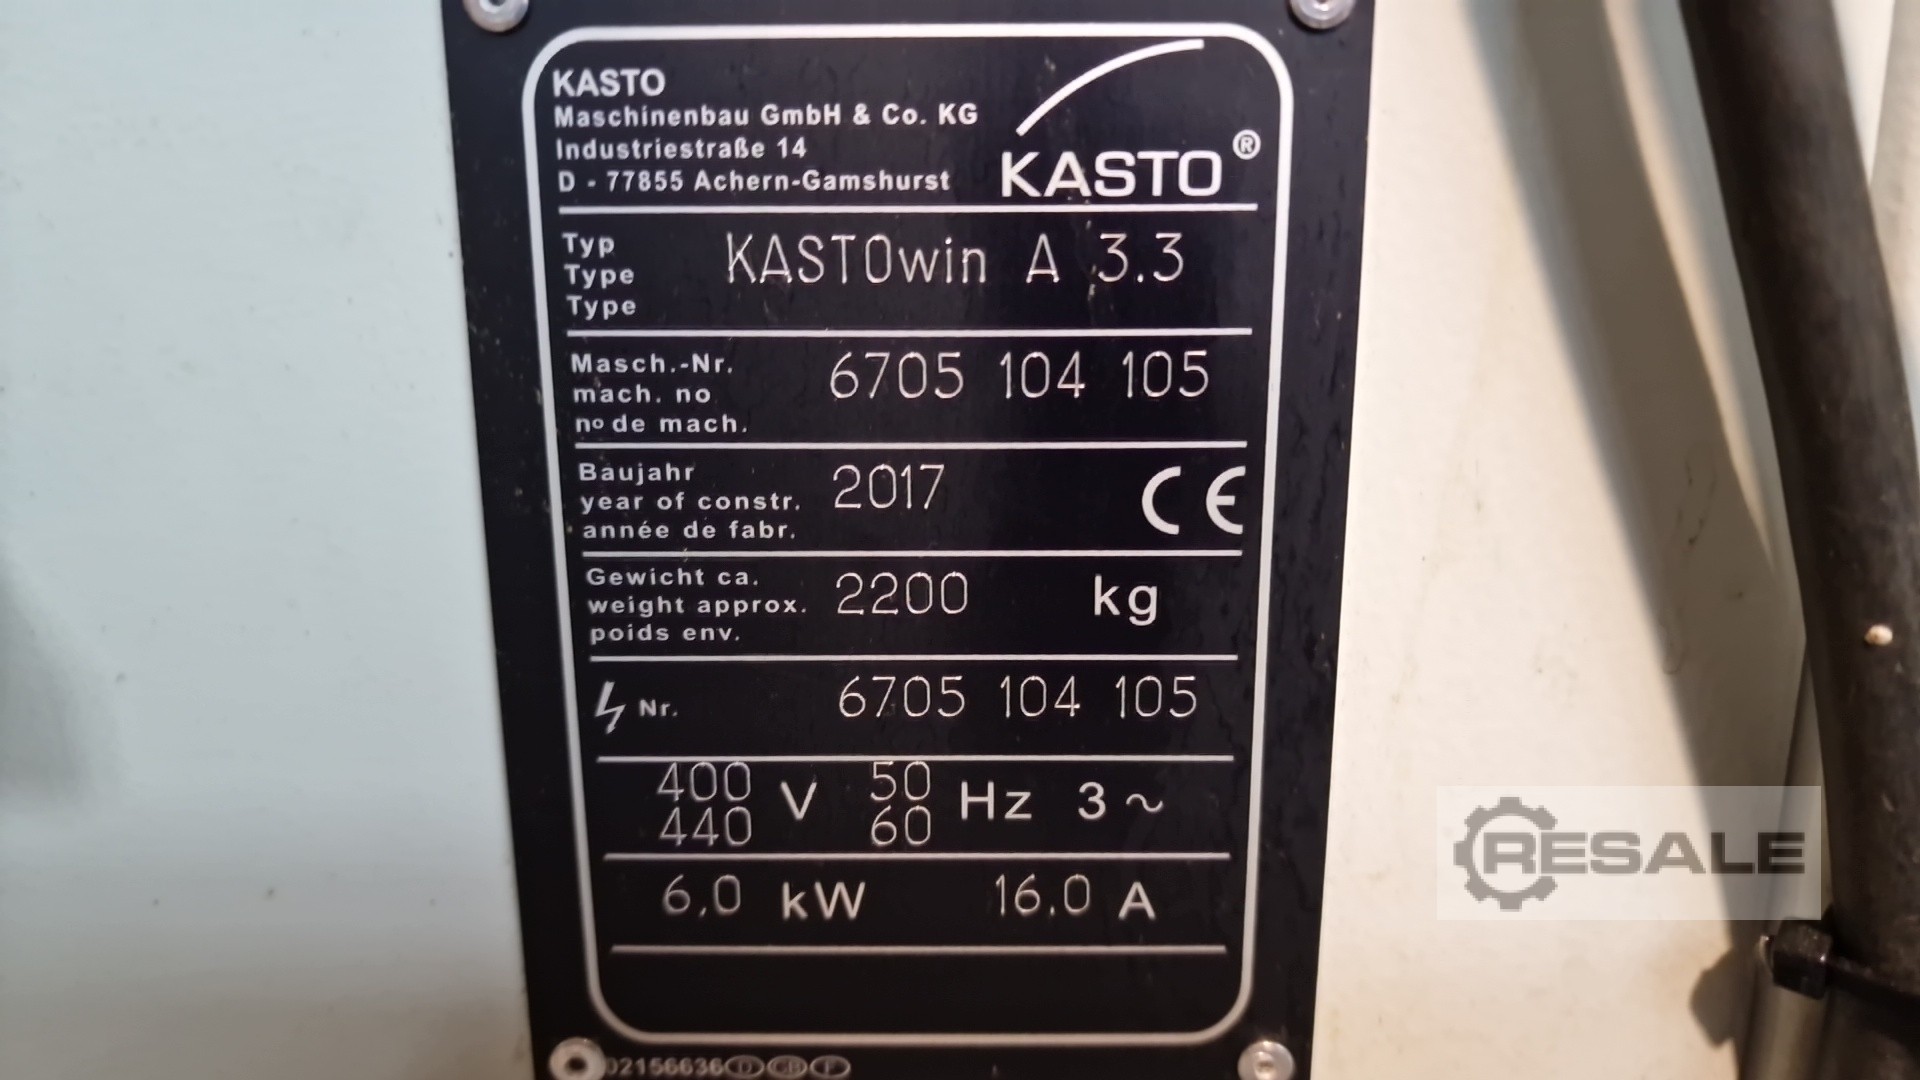 KASTO
Maschinenbau GmbH & Co. KG
Industriestraße 14
D - 77855 Achern-Gamshurst
KASTO®
Typ
Type
Type
KASTOwin A 3.3
Masch.-Nr.
mach. no
nº de mach.
6705 104 105
Baujahr
year of constr.
année de fabr.
2017
CE
Gewicht ca.
weight approx.
poids env.
2200 kg
Nr. 6705 104 105
400
440
V
50
60
Hz 3 ~
6,0 kW 16.0 A
02156636 D GB F
RESALE